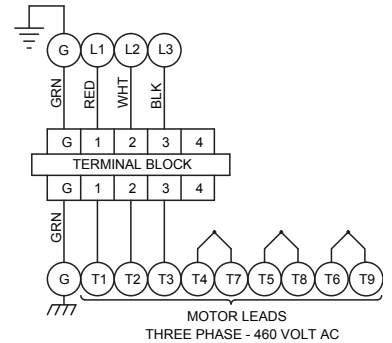 G L1 L2 L3
GRN RED WHT BLK
G 1 2 3 4
TERMINAL BLOCK
G 1 2 3 4
GRN
G T1 T2 T3 T4 T7 T5 T8 T6 T9
MOTOR LEADS
THREE PHASE - 460 VOLT AC